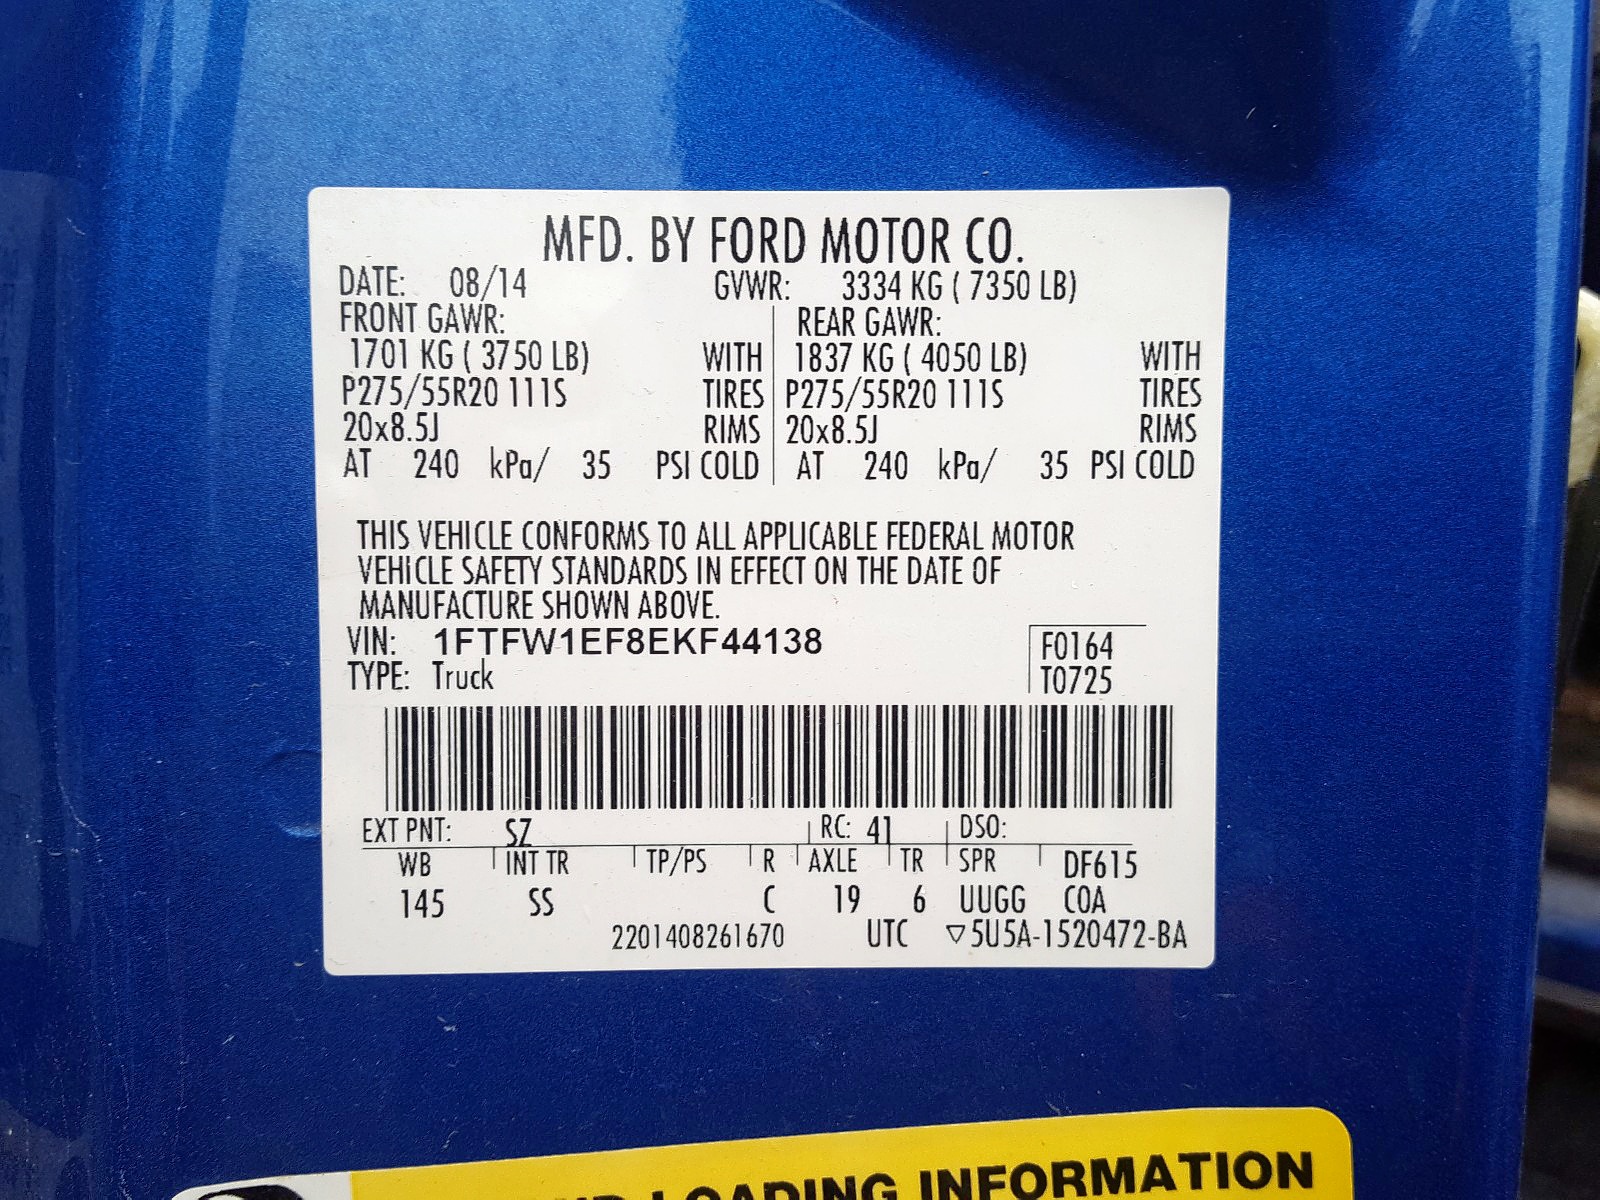 MFD. BY FORD MOTOR CO.
DATE: 08/14 GVWR: 3334 KG ( 7350 LB)
FRONT GAWR: REAR GAWR:
1701 KG ( 3750 LB) WITH 1837 KG ( 4050 LB) WITH
P275/55R20 111S TIRES P275/55R20 111S TIRES
20x8.5J RIMS 20x8.5J RIMS
AT 240 kPa/ 35 PSI COLD AT 240 kPa/ 35 PSI COLD
THIS VEHICLE CONFORMS TO ALL APPLICABLE FEDERAL MOTOR
VEHICLE SAFETY STANDARDS IN EFFECT ON THE DATE OF
MANUFACTURE SHOWN ABOVE.
VIN: 1FTFW1EF8EKF44138 F0164
TYPE: Truck T0725
EXT PNT: SZ RC: 41 DSO:
WB INT TR TP/PS R AXLE TR SPR DF615
145 SS C 19 6 UUGG COA
2201408261670 UTC ▽5U5A-1520472-BA
LOADING INFORMATION